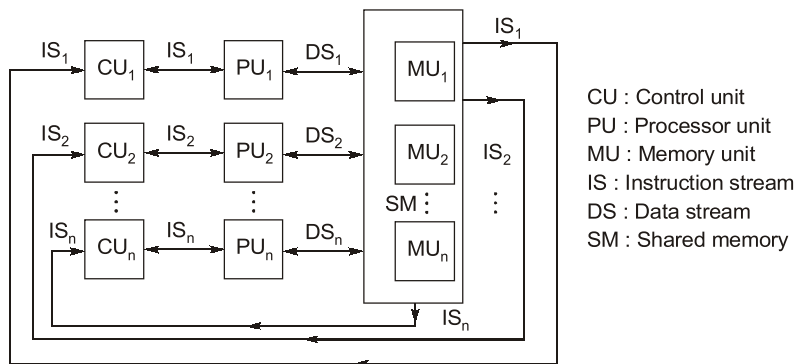 IS₁ IS₁ DS₁ IS₁
CU₁ PU₁ MU₁
IS₂ IS₂ DS₂
CU₂ PU₂ MU₂ IS₂
⋮ ⋮ SM ⋮ ⋮
ISₙ ISₙ DSₙ
CUₙ PUₙ MUₙ
ISₙ
CU : Control unit
PU : Processor unit
MU : Memory unit
IS : Instruction stream
DS : Data stream
SM : Shared memory